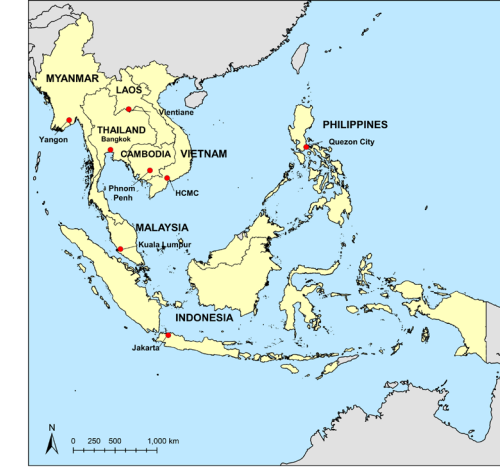 MYANMAR
LAOS
Vientiane
Yangon
THAILAND
Bangkok
CAMBODIA
VIETNAM
Phnom
Penh
HCMC
PHILIPPINES
Quezon City
MALAYSIA
Kuala Lumpur
INDONESIA
Jakarta
N
0 250 500 1,000 km